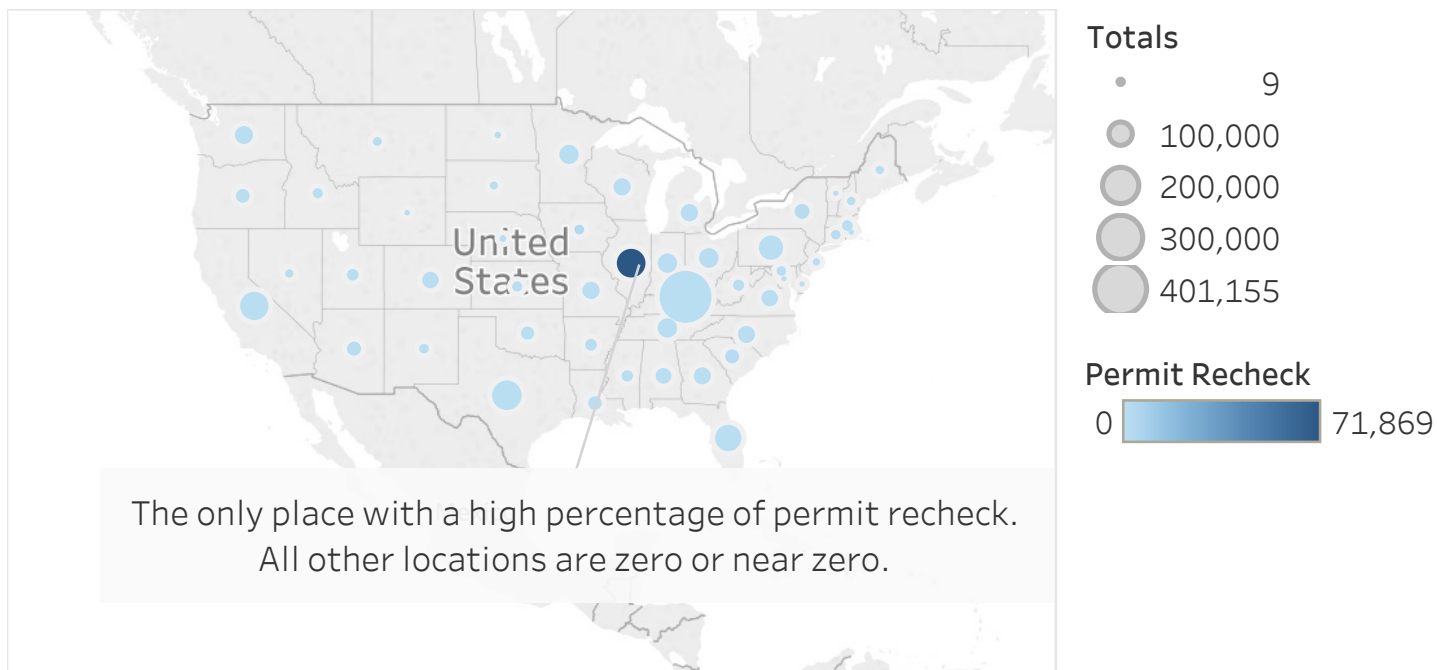 United
States
The only place with a high percentage of permit recheck.
All other locations are zero or near zero.
Totals
9
100,000
200,000
300,000
401,155
Permit Recheck
0 71,869